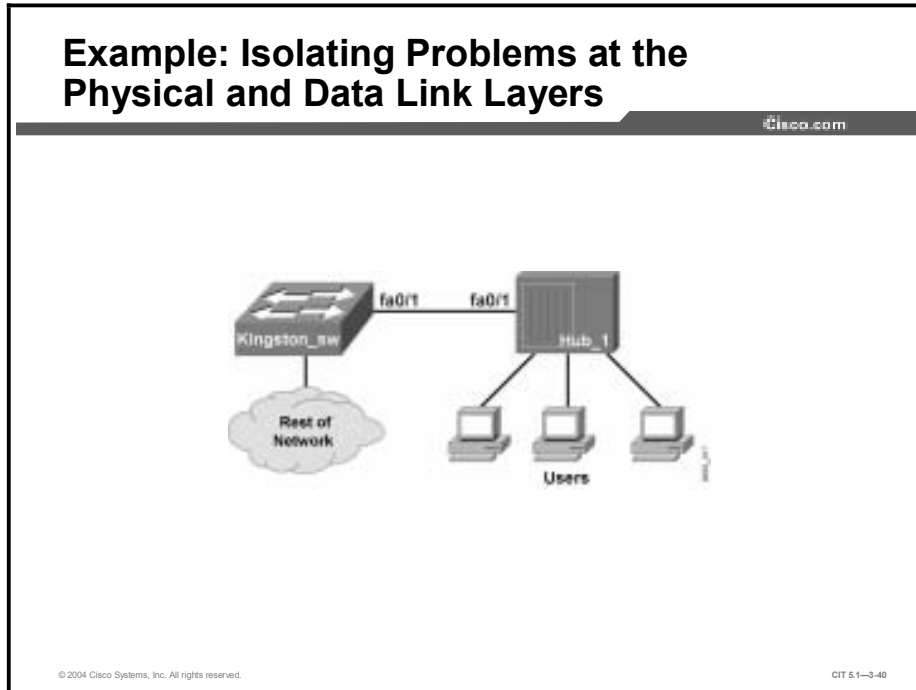 Example: Isolating Problems at the
Physical and Data Link Layers
Cisco.com
fa0/1 fa0/1
Kingston_sw
Hub_1
Rest of
Network
Users
© 2004 Cisco Systems, Inc. All rights reserved.
CIT 5.1—3-40